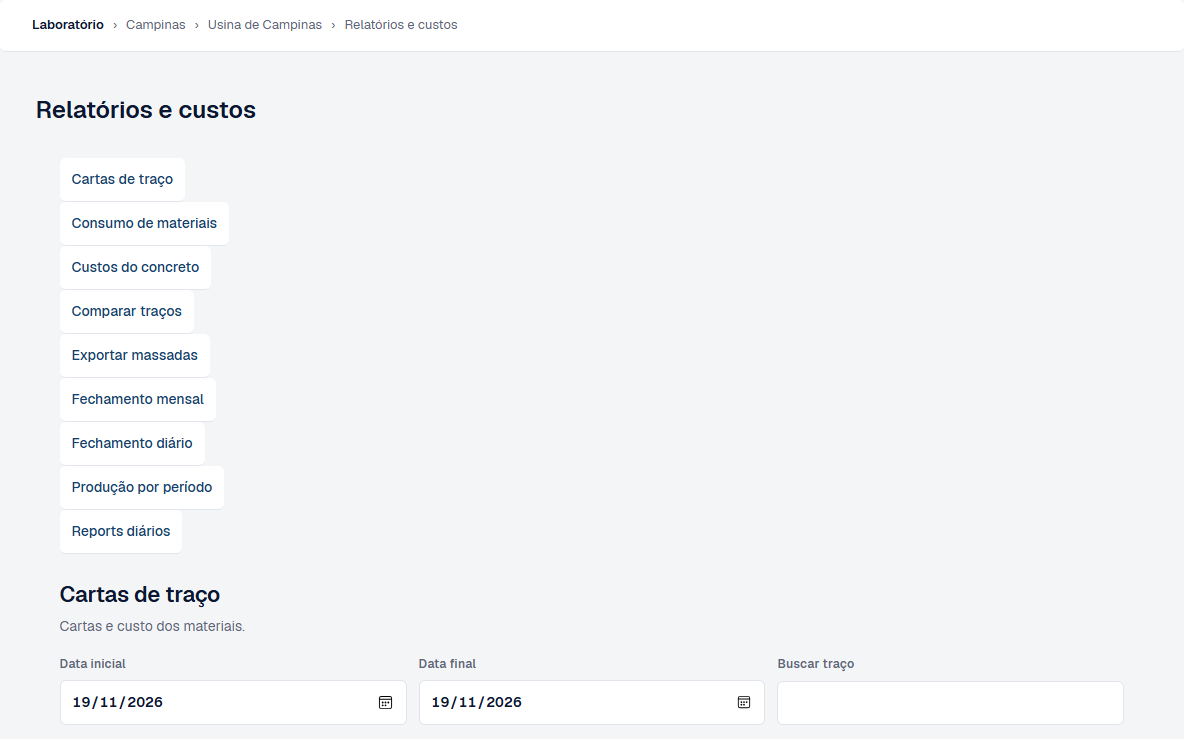 Laboratório › Campinas › Usina de Campinas › Relatórios e custos
Relatórios e custos
Cartas de traço
Consumo de materiais
Custos do concreto
Comparar traços
Exportar massadas
Fechamento mensal
Fechamento diário
Produção por período
Reports diários
Cartas de traço
Cartas e custo dos materiais.
Data inicial Data final Buscar traço
19/11/2026 19/11/2026